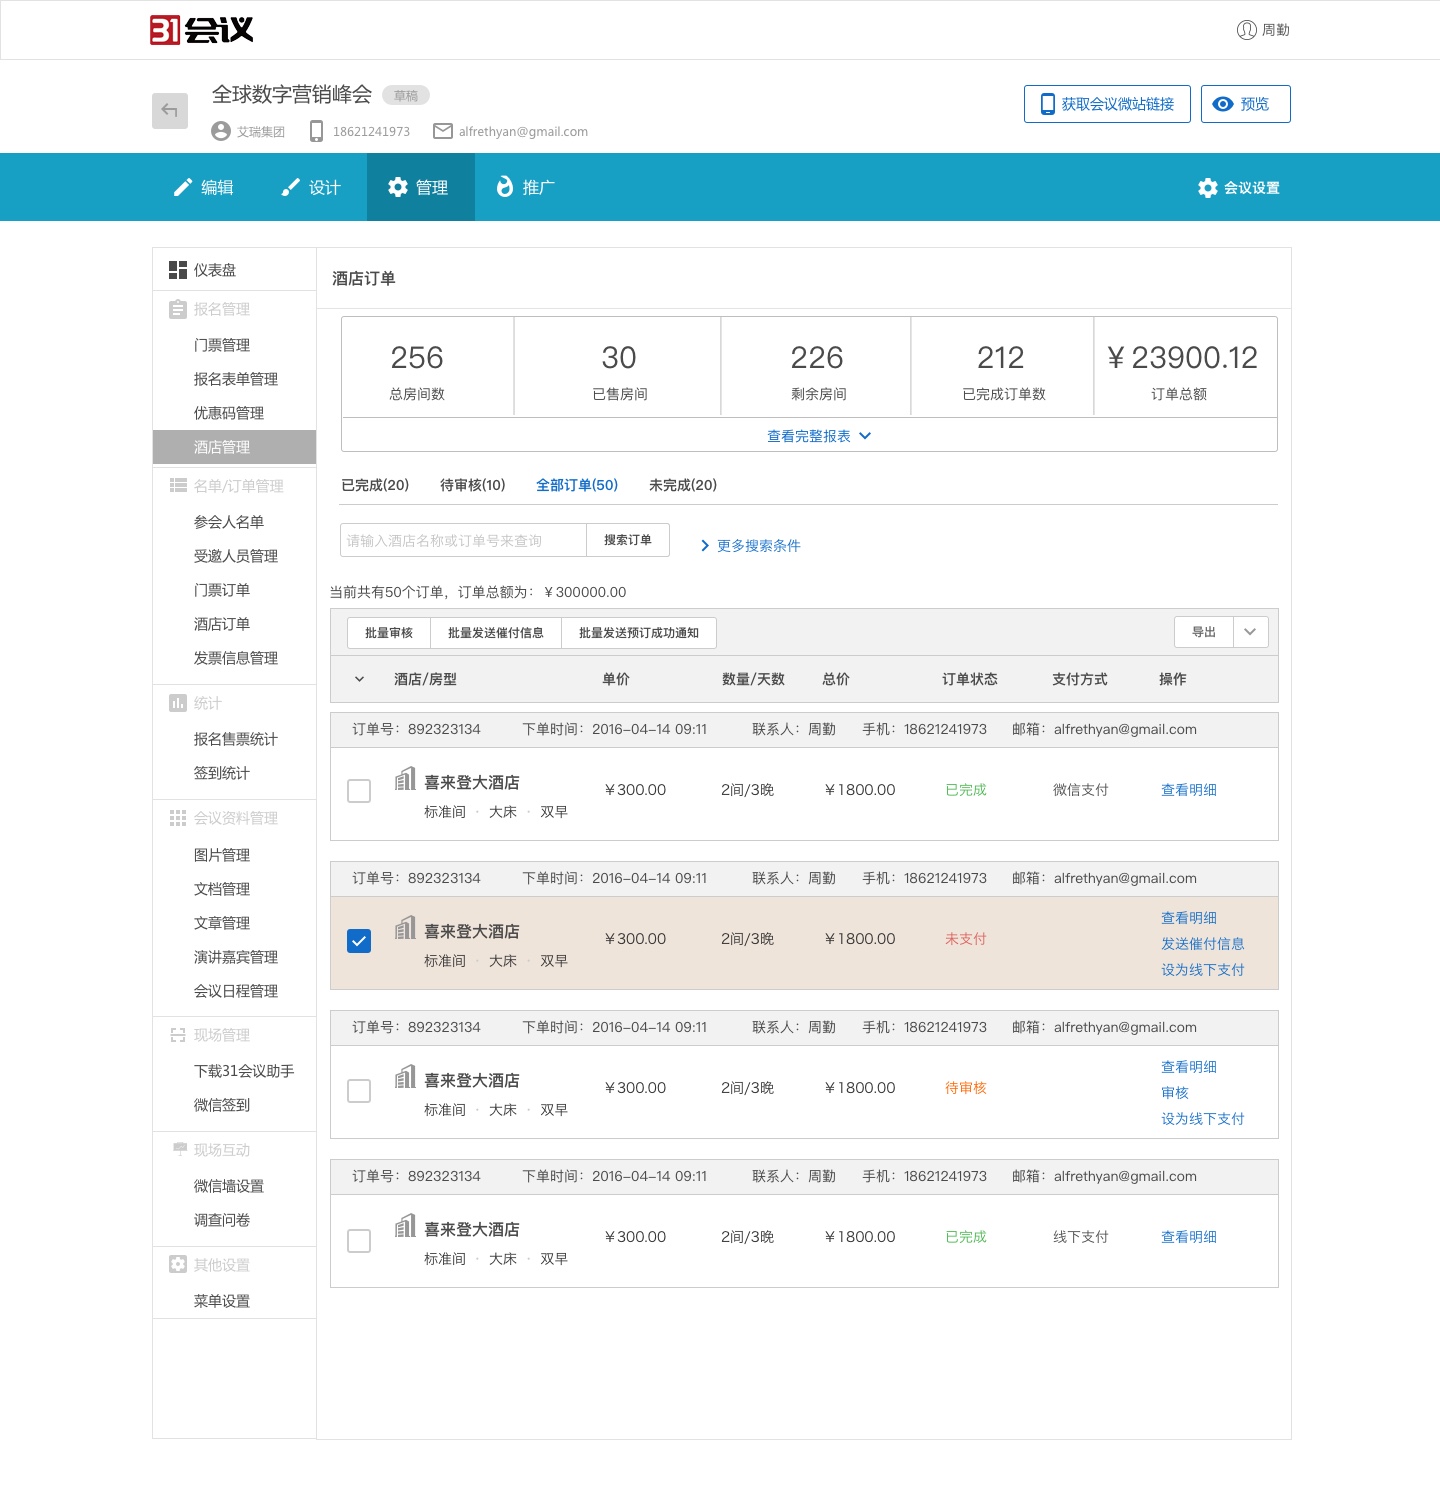 31会议
周勤
全球数字营销峰会 草稿
艾瑞集团 18621241973 alfrethyan@gmail.com
获取会议微站链接 预览
编辑 设计 管理 推广 会议设置
仪表盘
报名管理
门票管理
报名表单管理
优惠码管理
酒店管理
名单/订单管理
参会人名单
受邀人员管理
门票订单
酒店订单
发票信息管理
统计
报名售票统计
签到统计
会议资料管理
图片管理
文档管理
文章管理
演讲嘉宾管理
会议日程管理
现场管理
下载31会议助手
微信签到
现场互动
微信墙设置
调查问卷
其他设置
菜单设置
酒店订单
256 30 226 212 ¥ 23900.12
总房间数 已售房间 剩余房间 已完成订单数 订单总额
查看完整报表
已完成(20) 待审核(10) 全部订单(50) 未完成(20)
请输入酒店名称或订单号来查询 搜索订单 更多搜索条件
当前共有50个订单，订单总额为：¥300000.00
批量审核 批量发送催付信息 批量发送预订成功通知 导出
酒店/房型 单价 数量/天数 总价 订单状态 支付方式 操作
订单号：892323134 下单时间：2016-04-14 09:11 联系人：周勤 手机：18621241973 邮箱：alfrethyan@gmail.com
喜来登大酒店 ¥300.00 2间/3晚 ¥1800.00 已完成 微信支付 查看明细
标准间 · 大床 · 双早
订单号：892323134 下单时间：2016-04-14 09:11 联系人：周勤 手机：18621241973 邮箱：alfrethyan@gmail.com
查看明细
喜来登大酒店 ¥300.00 2间/3晚 ¥1800.00 未支付 发送催付信息
标准间 · 大床 · 双早 设为线下支付
订单号：892323134 下单时间：2016-04-14 09:11 联系人：周勤 手机：18621241973 邮箱：alfrethyan@gmail.com
查看明细
喜来登大酒店 ¥300.00 2间/3晚 ¥1800.00 待审核 审核
标准间 · 大床 · 双早 设为线下支付
订单号：892323134 下单时间：2016-04-14 09:11 联系人：周勤 手机：18621241973 邮箱：alfrethyan@gmail.com
喜来登大酒店 ¥300.00 2间/3晚 ¥1800.00 已完成 线下支付 查看明细
标准间 · 大床 · 双早